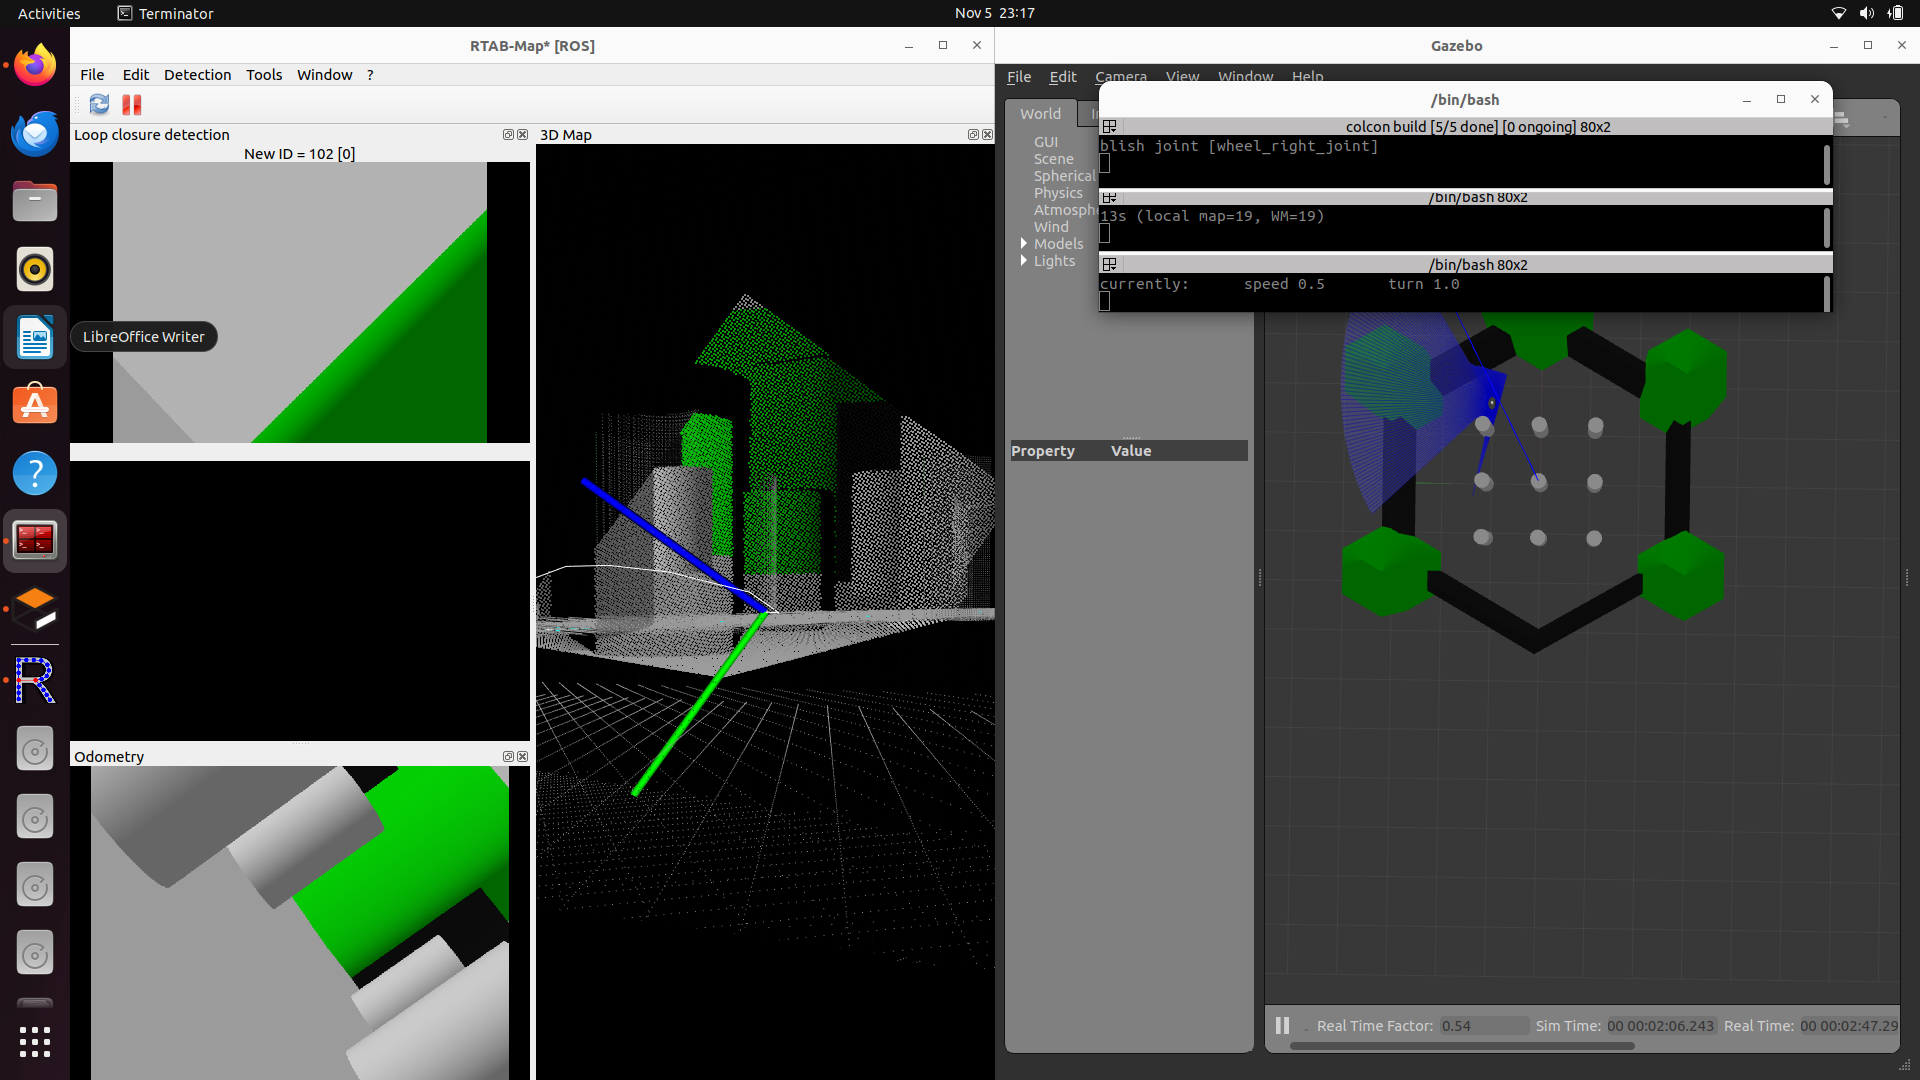 Activities
Terminator
Nov 5 23:17
RTAB-Map* [ROS]
File Edit Detection Tools Window ?
Loop closure detection
New ID = 102 [0]
LibreOffice Writer
Odometry
3D Map
Gazebo
File Edit Camera View Window Help
World
GUI
Scene
Spherical
Physics
Atmosph
Wind
Models
Lights
Property Value
/bin/bash
colcon build [5/5 done] [0 ongoing] 80x2
blish joint [wheel_right_joint]
/bin/bash 80x2
13s (local map=19, WM=19)
/bin/bash 80x2
currently: speed 0.5 turn 1.0
Real Time Factor: 0.54 Sim Time: 00 00:02:06.243 Real Time: 00 00:02:47.29